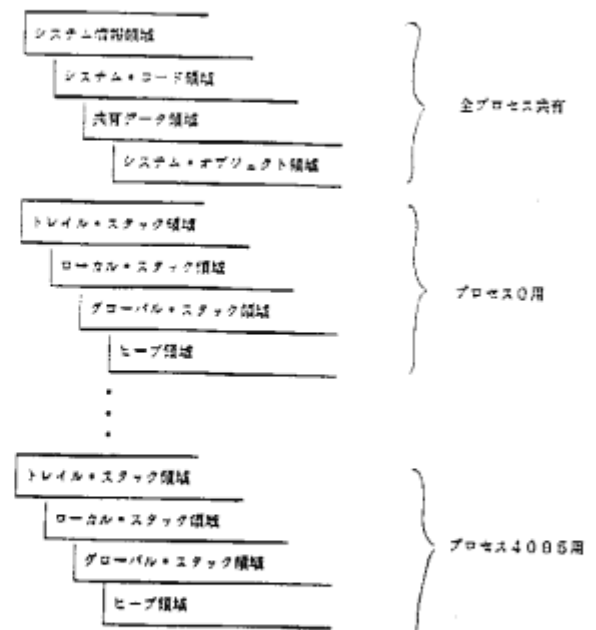 システム情報領域
システム・コード領域
共有データ領域
システム・オブジェクト領域
全プロセス共有
トレイル・スタック領域
ローカル・スタック領域
グローバル・スタック領域
ヒープ領域
プロセス0用
トレイル・スタック領域
ローカル・スタック領域
グローバル・スタック領域
ヒープ領域
プロセス4095用